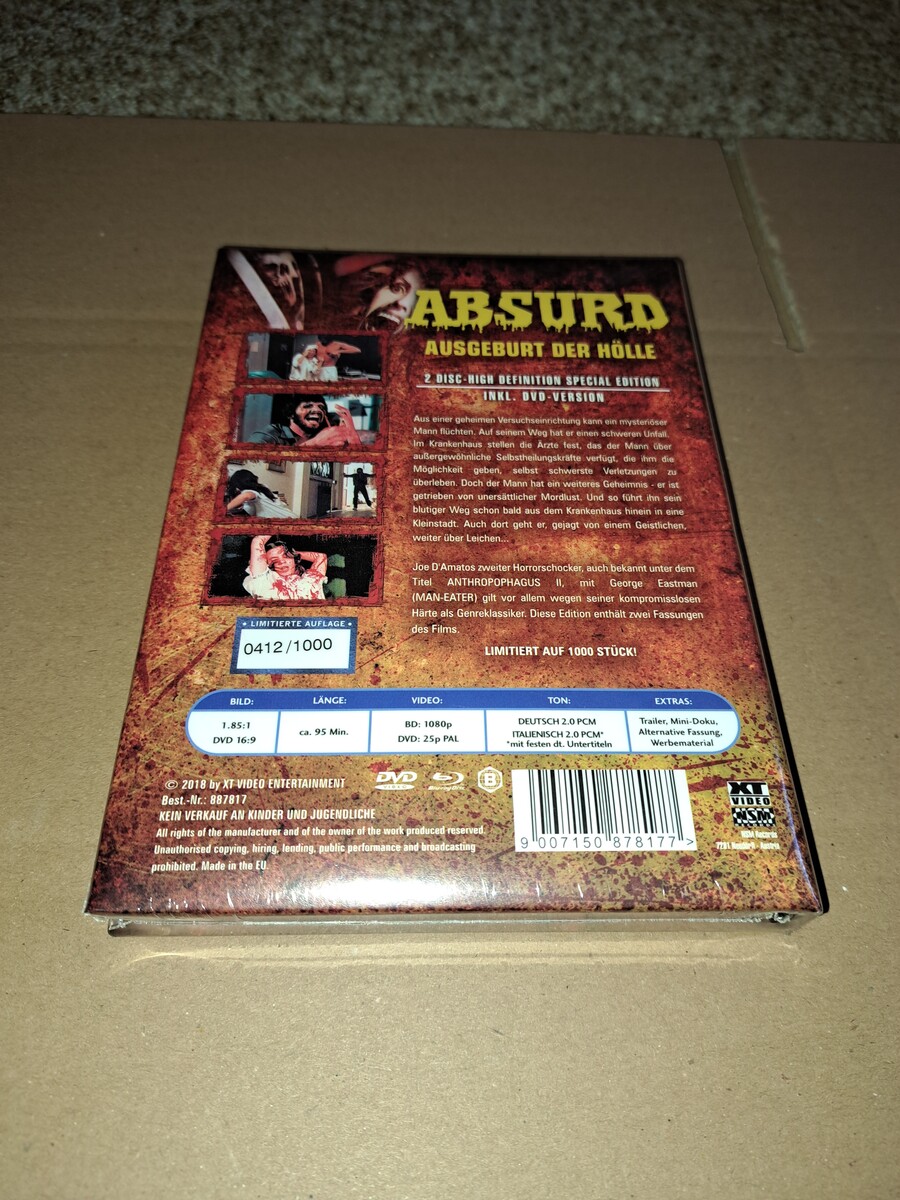 ABSURD
AUSGEBURT DER HÖLLE
2 DISC-HIGH DEFINITION SPECIAL EDITION
INKL. DVD-VERSION
Aus einer geheimen Versuchseinrichtung kann ein mysteriöser
Mann flüchten. Auf seinem Weg hat er einen schweren Unfall.
Im Krankenhaus stellen die Ärzte fest, das der Mann über
außergewöhnliche Selbstheilungskräfte verfügt, die ihm die
Möglichkeit geben, selbst schwerste Verletzungen zu
überleben. Doch der Mann hat ein weiteres Geheimnis - er ist
getrieben von unersättlicher Mordlust. Und so führt ihn sein
blutiger Weg schon bald aus dem Krankenhaus hinein in eine
Kleinstadt. Auch dort geht er, gejagt von einem Geistlichen,
weiter über Leichen...
Joe D'Amatos zweiter Horrorschocker, auch bekannt unter dem
Titel ANTHROPOPHAGUS II, mit George Eastman
(MAN-EATER) gilt vor allem wegen seiner kompromisslosen
Härte als Genreklassiker. Diese Edition enthält zwei Fassungen
des Films.
LIMITIERT AUF 1000 STÜCK!
LIMITIERTE AUFLAGE
0412/1000
BILD:
1.85:1
DVD 16:9
LÄNGE:
ca. 95 Min.
VIDEO:
BD: 1080p
DVD: 25p PAL
TON:
DEUTSCH 2.0 PCM
ITALIENISCH 2.0 PCM*
*mit festen dt. Untertiteln
EXTRAS:
Trailer, Mini-Doku,
Alternative Fassung,
Werbematerial
© 2018 by XT VIDEO ENTERTAINMENT
Best.-Nr.: 887817
KEIN VERKAUF AN KINDER UND JUGENDLICHE
All rights of the manufacturer and of the owner of the work produced reserved.
Unauthorised copying, hiring, lending, public performance and broadcasting
prohibited. Made in the EU.
DVD
VIDEO
Blu-ray Disc
B
9 007150 878177 >
XT
VIDEO
NSM
NSM Records
Austria